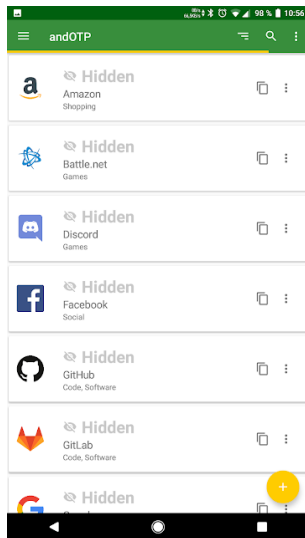 98 % 10:56
andOTP
Hidden
Amazon
Shopping
Hidden
Battle.net
Games
Hidden
Discord
Games
Hidden
Facebook
Social
Hidden
GitHub
Code, Software
Hidden
GitLab
Code, Software
Hidden